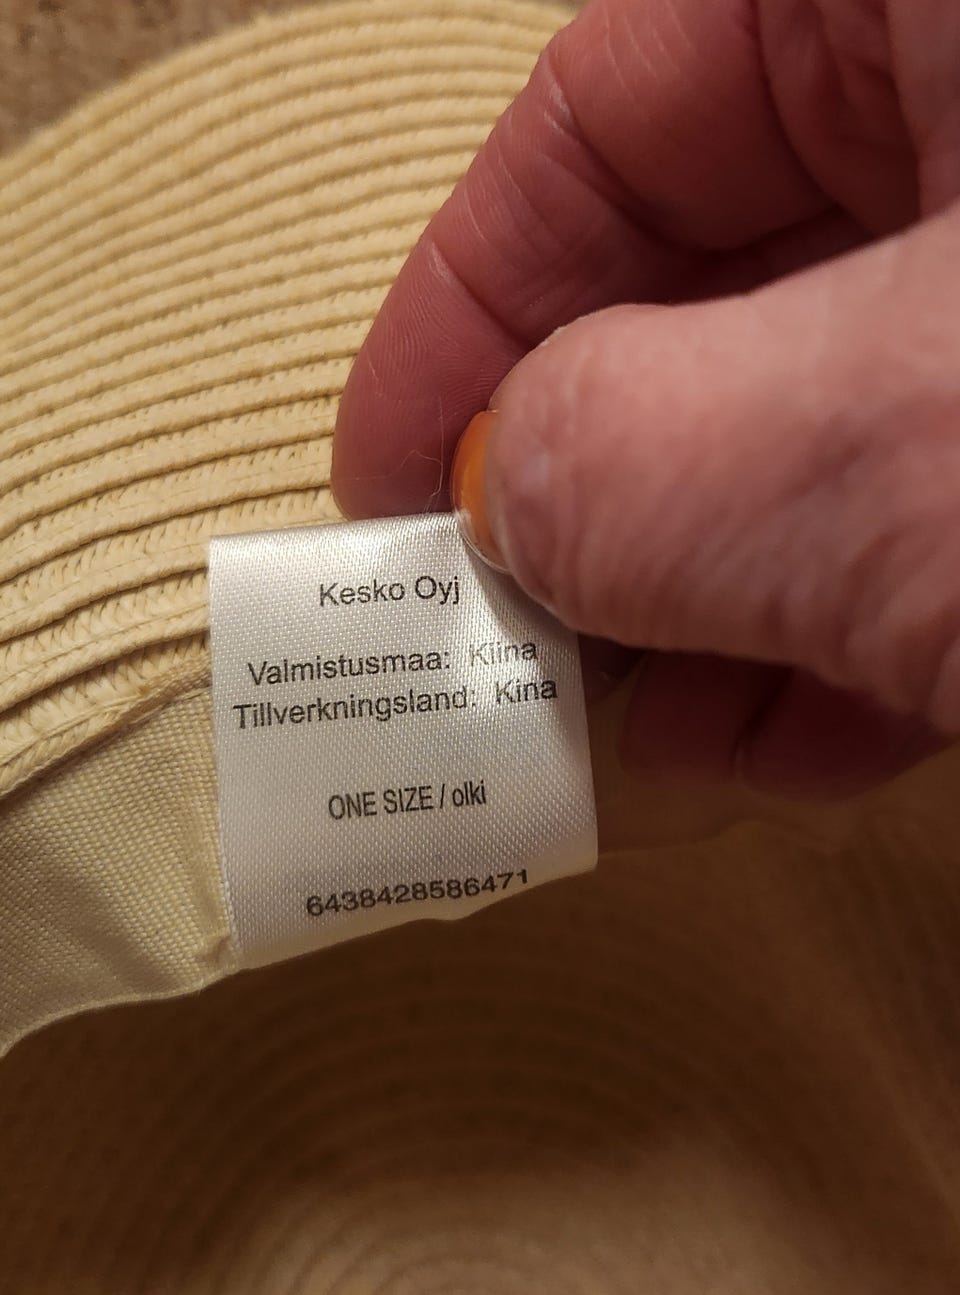 Kesko Oyj
Valmistusmaa: Kiina
Tillverkningsland: Kina
ONE SIZE / olki
6438428586471